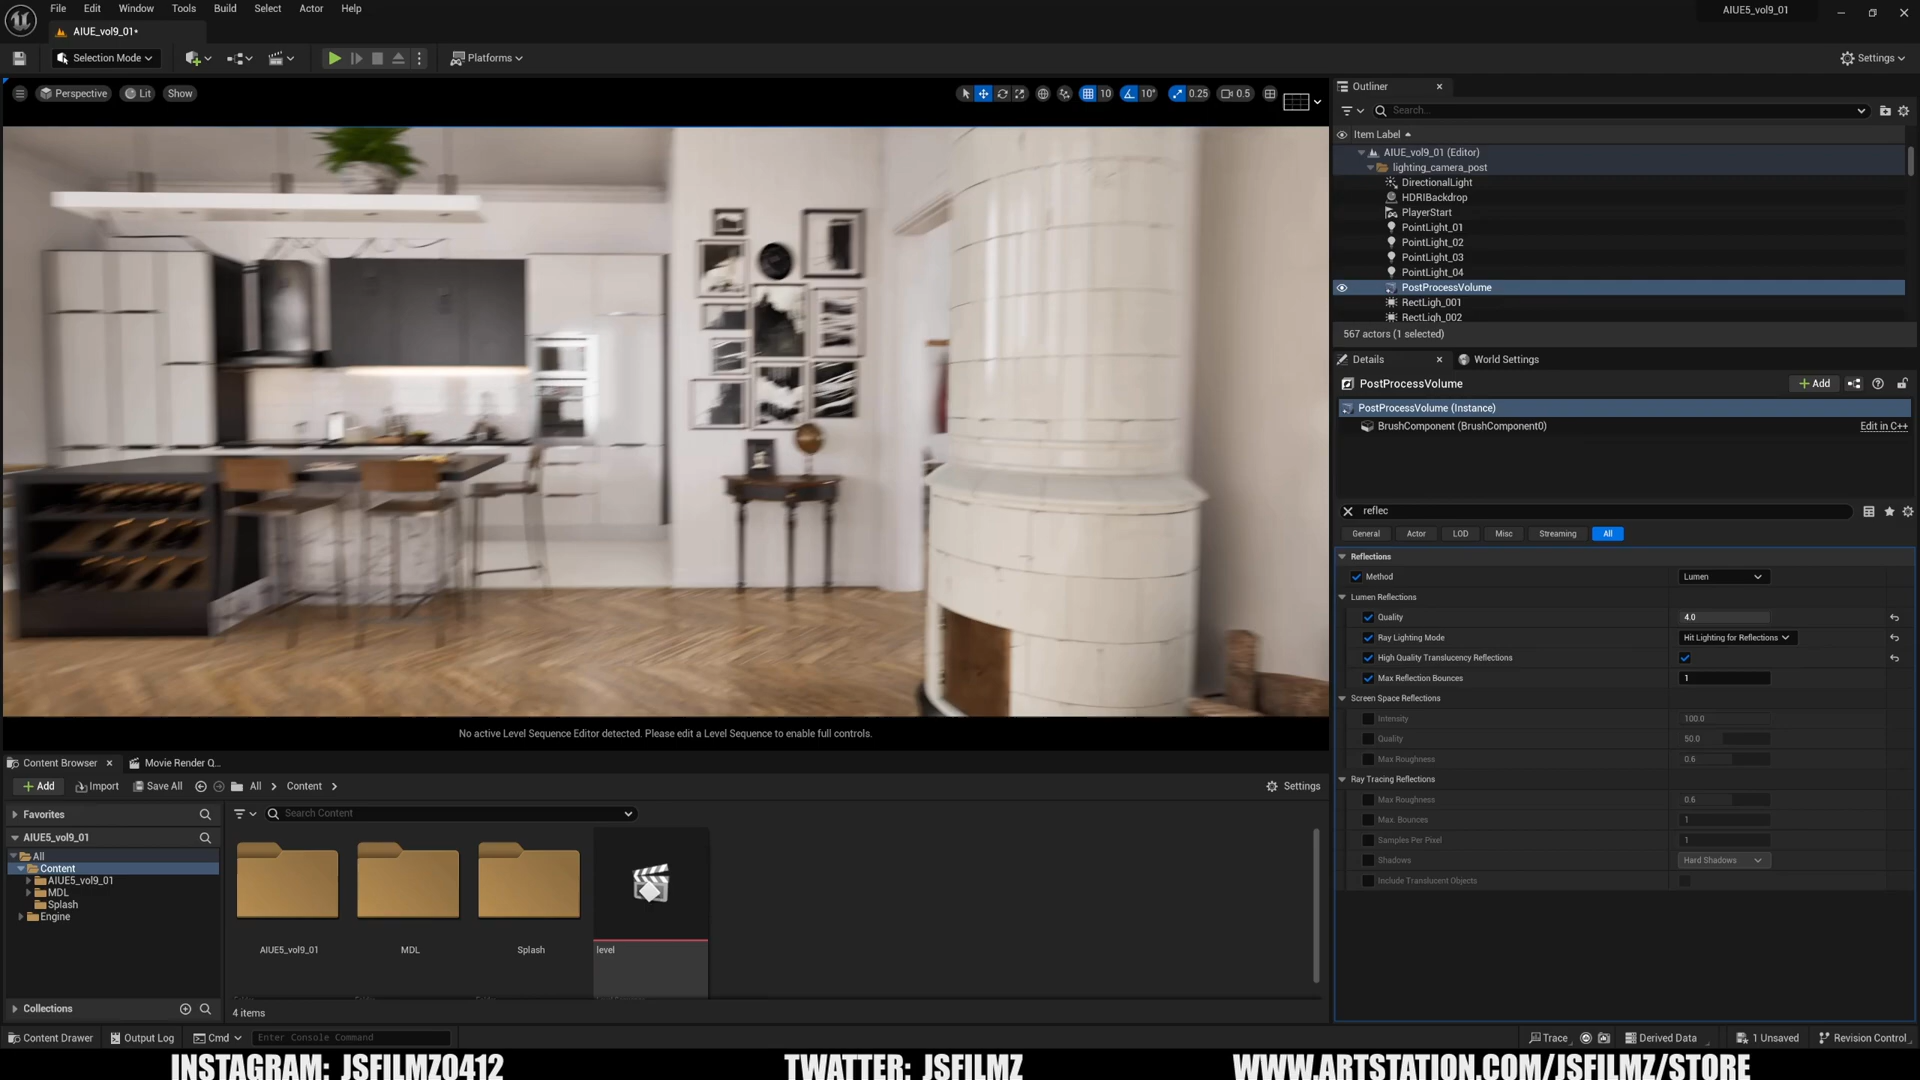 File Edit Window Tools Build Select Actor Help AIUE5_vol9_01
AIUE_vol9_01*
Selection Mode Platforms Settings
Perspective Lit Show 10 10° 0.25 0.5
Outliner
Search...
Item Label
AIUE_vol9_01 (Editor)
lighting_camera_post
DirectionalLight
HDRIBackdrop
PlayerStart
PointLight_01
PointLight_02
PointLight_03
PointLight_04
PostProcessVolume
RectLigh_001
RectLigh_002
567 actors (1 selected)
Details World Settings
PostProcessVolume Add
PostProcessVolume (Instance)
BrushComponent (BrushComponent0) Edit in C++
reflec
General Actor LOD Misc Streaming All
Reflections
Method Lumen
Lumen Reflections
Quality 4.0
Ray Lighting Mode Hit Lighting for Reflections
High Quality Translucency Reflections
Max Reflection Bounces 1
Screen Space Reflections
Intensity 100.0
Quality 50.0
Max Roughness 0.6
Ray Tracing Reflections
Max Roughness 0.6
Max. Bounces 1
Samples Per Pixel 1
Shadows Hard Shadows
Include Translucent Objects
No active Level Sequence Editor detected. Please edit a Level Sequence to enable full controls.
Content Browser Movie Render Q...
Add Import Save All All Content Settings
Favorites
Search Content
AIUE5_vol9_01
All
Content
AIUE5_vol9_01
MDL
Splash
Engine
AIUE5_vol9_01 MDL Splash level
Collections
4 items
Content Drawer Output Log Cmd Enter Console Command Trace Derived Data 1 Unsaved Revision Control
INSTAGRAM: JSFILMZ0412 TWATTER: JSFILMZ WWW.ARTSTATION.COM/JSFILMZ/STORE